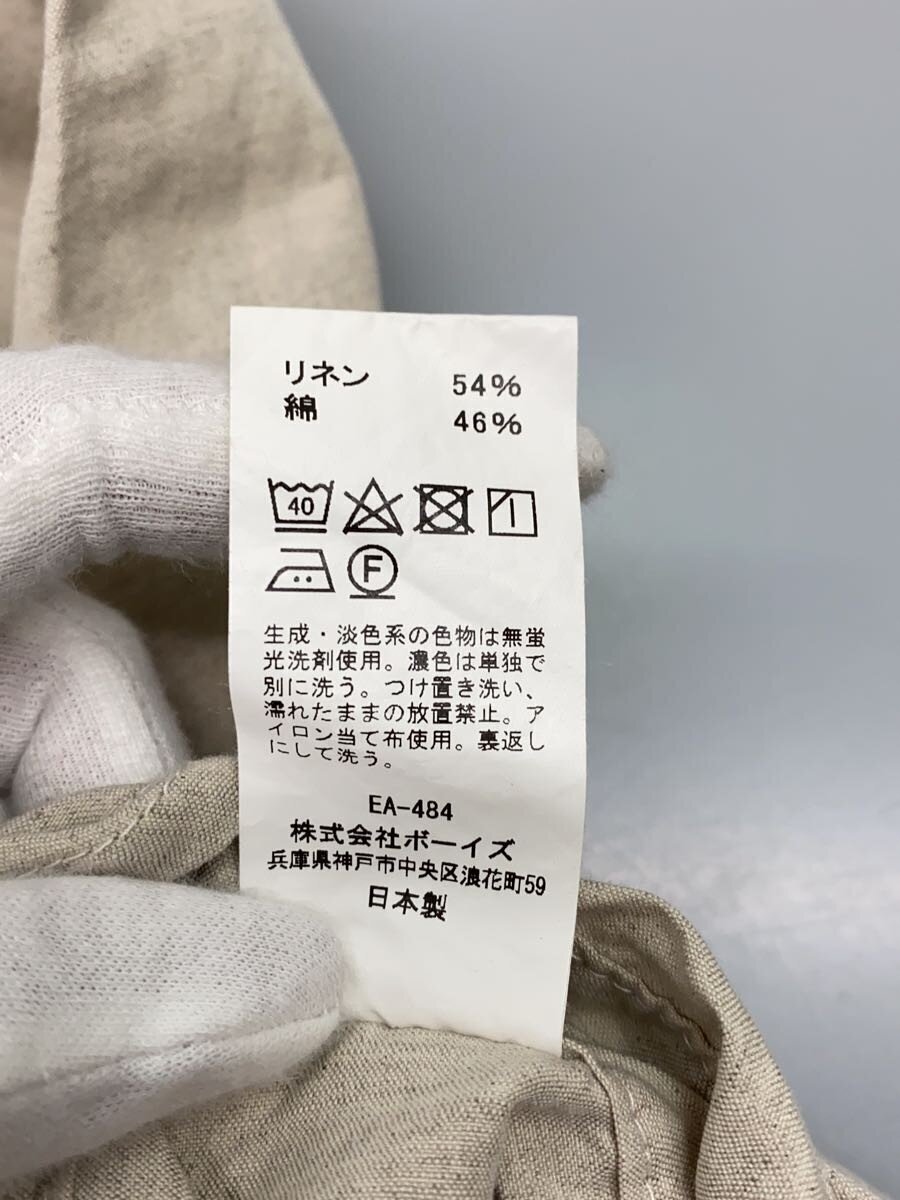 リネン 54%
綿 46%
40
F
生成・淡色系の色物は無蛍
光洗剤使用。濃色は単独で
別に洗う。つけ置き洗い、
濡れたままの放置禁止。ア
イロン当て布使用。裏返し
にして洗う。
EA-484
株式会社ボーイズ
兵庫県神戸市中央区浪花町59
日本製